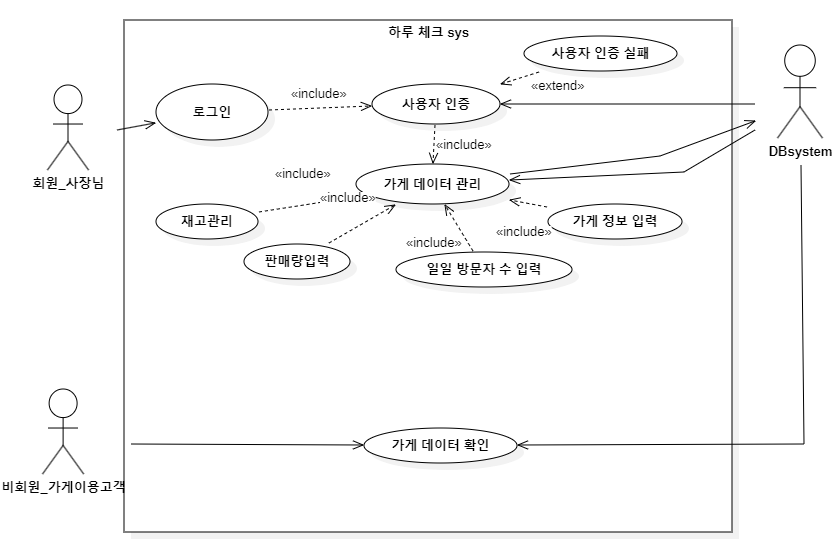 하루 체크 sys
사용자 인증 실패
«extend»
«include»
로그인
사용자 인증
«include»
DBsystem
회원_사장님
«include»
가게 데이터 관리
«include»
재고관리
가게 정보 입력
«include»
«include»
판매량입력
일일 방문자 수 입력
가게 데이터 확인
비회원_가게이용고객